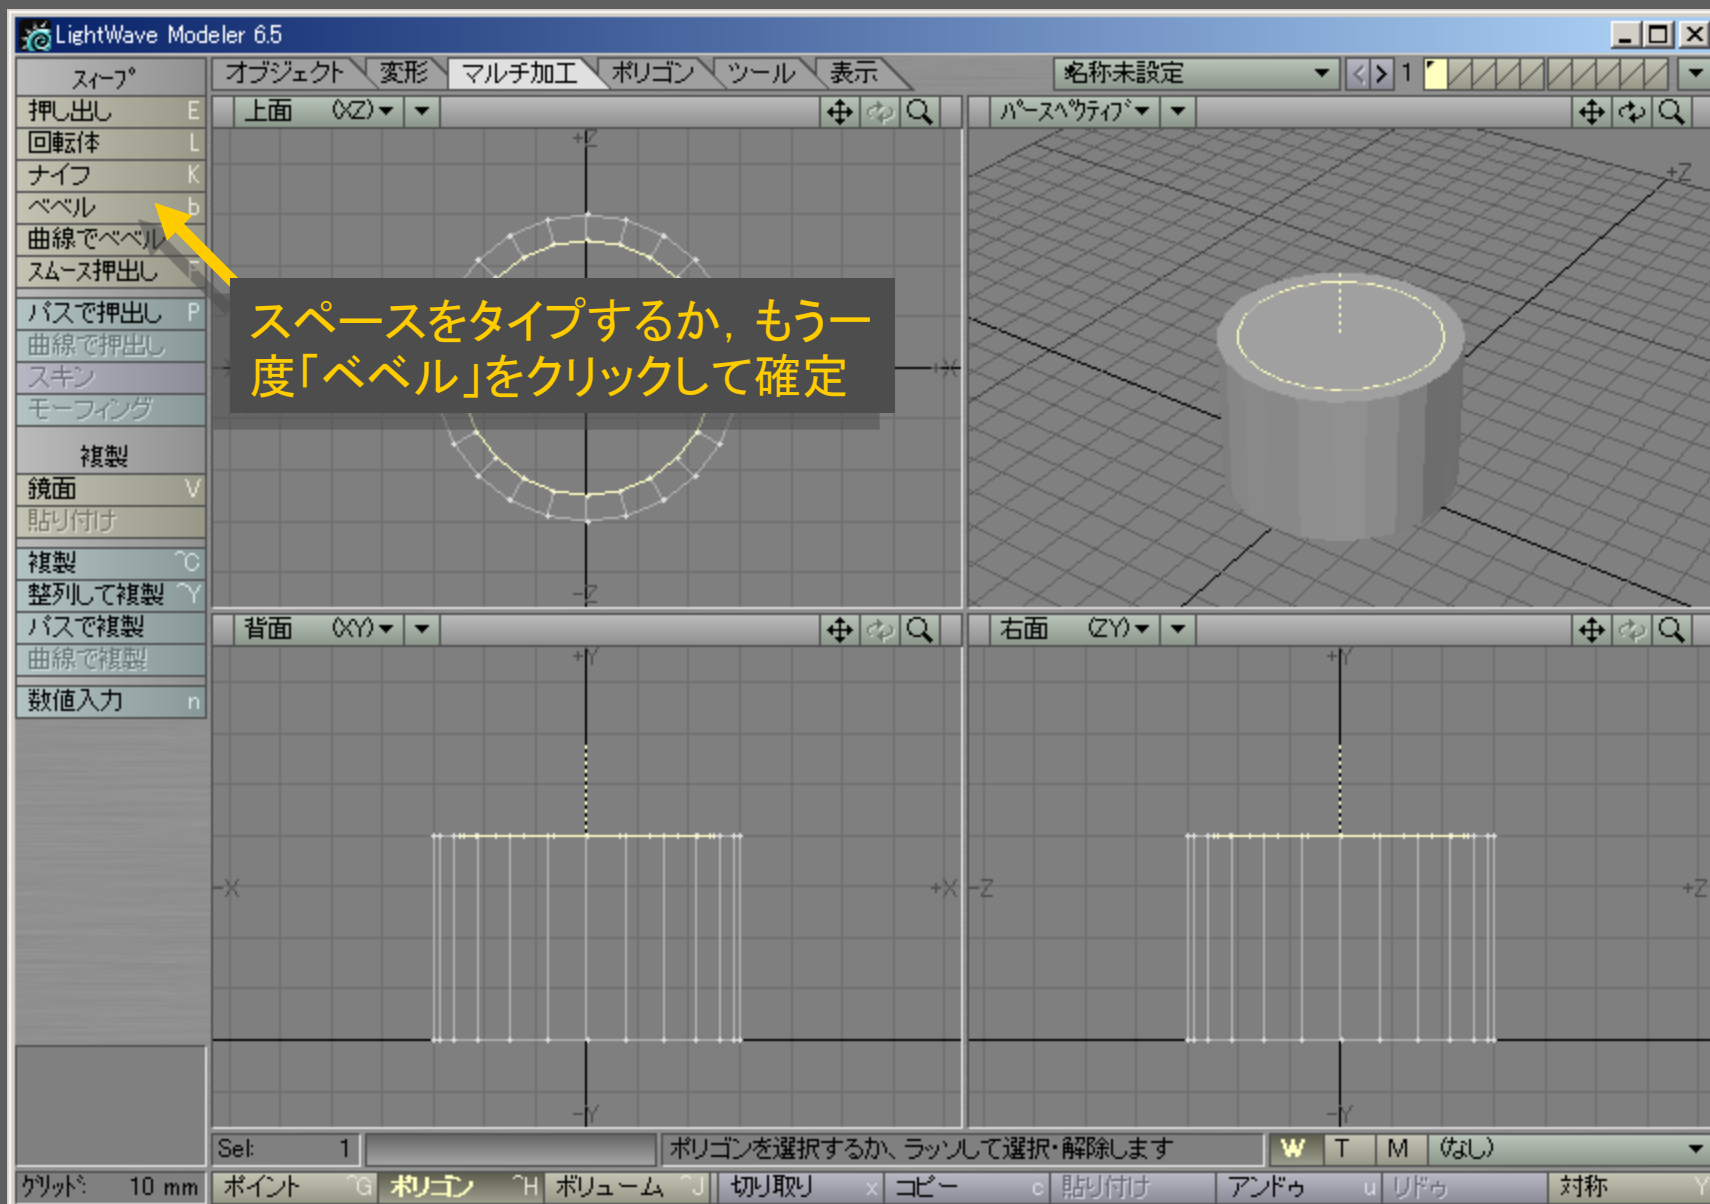 LightWave Modeler 6.5
スィープ
オブジェクト 変形 マルチ加工 ポリゴン ツール 表示 名称未設定 1
押し出し E
上面 (XZ)
パースペクティブ
回転体 L
+Z
ナイフ K
+Z
ベベル b
曲線でベベル
スムース押出し F
スペースをタイプするか, もう一
度「ベベル」をクリックして確定
パスで押出し P
曲線で押出し
スキン
+X
モーフィング
複製
鏡面 V
貼り付け
複製 ^C
整列して複製 ^Y
-Z
パスで複製
背面 (XY)
右面 (ZY)
曲線で複製
+Y
+Y
数値入力 n
-X
+X
-Z
+Z
-Y
-Y
Sel: 1
ポリゴンを選択するか、ラッソして選択・解除します
W T M (なし)
グリッド: 10 mm
ポイント ^G ポリゴン ^H ボリューム ^J 切り取り x コピー c 貼り付け アンドゥ u リドゥ 対称 Y